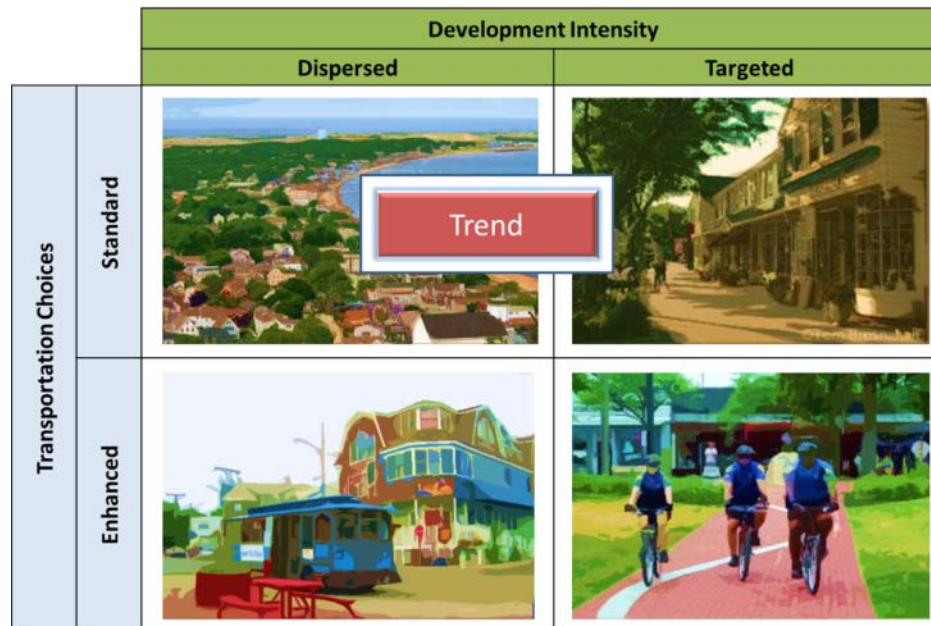 Development Intensity
Dispersed
Targeted
Transportation Choices
Standard
Trend
Enhanced